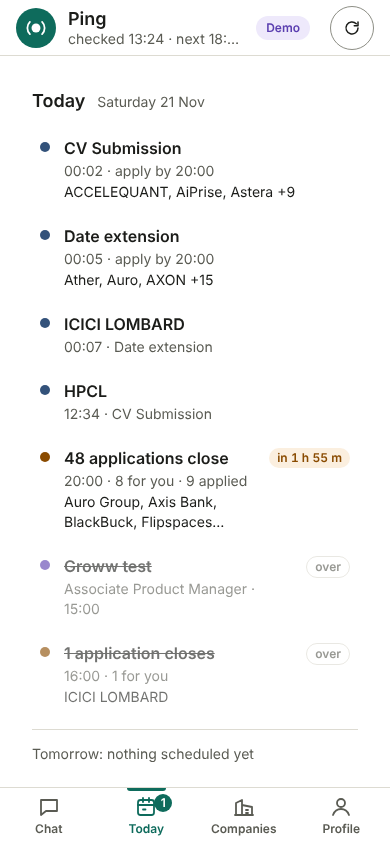 Ping
checked 13:24 · next 18:...
Demo
Today Saturday 21 Nov
CV Submission
00:02 · apply by 20:00
ACCELEQUANT, AiPrise, Astera +9
Date extension
00:05 · apply by 20:00
Ather, Auro, AXON +15
ICICI LOMBARD
00:07 · Date extension
HPCL
12:34 · CV Submission
48 applications close in 1 h 55 m
20:00 · 8 for you · 9 applied
Auro Group, Axis Bank,
BlackBuck, Flipspaces...
Groww test over
Associate Product Manager ·
15:00
1 application closes over
16:00 · 1 for you
ICICI LOMBARD
Tomorrow: nothing scheduled yet
1
Chat Today Companies Profile